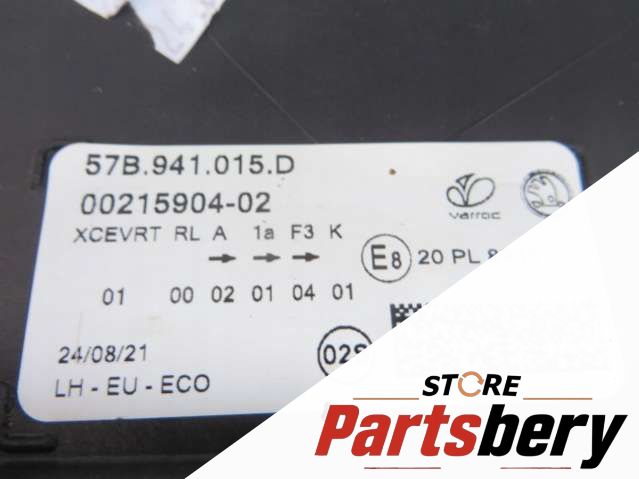 57B.941.015.D
00215904-02
varroc
XCEVRT RL A 1a F3 K
E8 20 PL
01 00 02 01 04 01
24/08/21
LH - EU - ECO
STORE
Partsbery